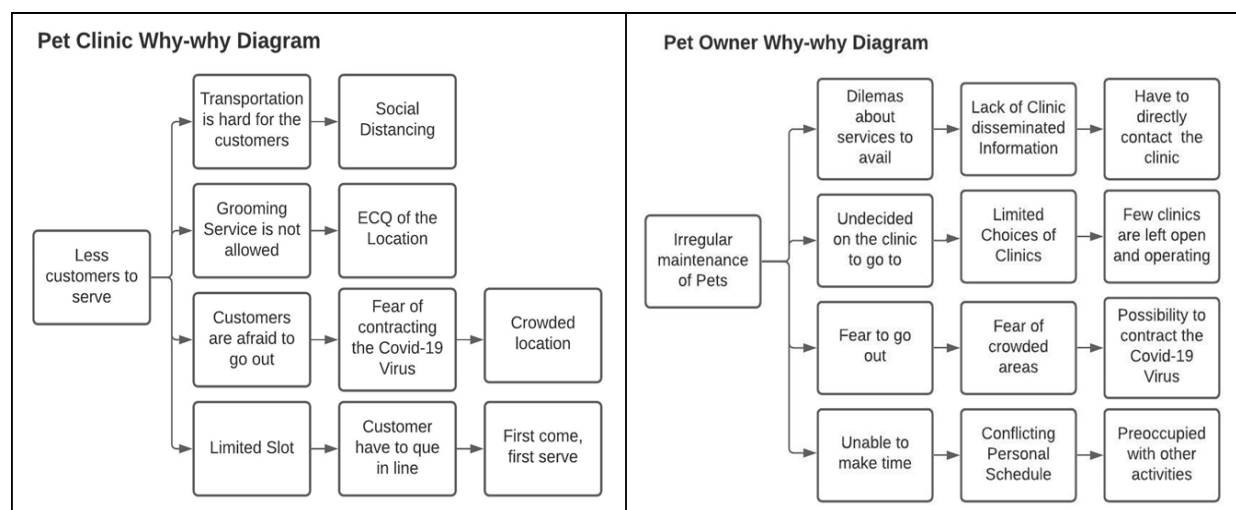 Pet Clinic Why-why Diagram
Less
customers to
serve
Transportation
is hard for the
customers
Social
Distancing
Grooming
Service is not
allowed
ECQ of the
Location
Customers
are afraid to
go out
Fear of
contracting
the Covid-19
Virus
Crowded
location
Limited Slot
Customer
have to que
in line
First come,
first serve
Pet Owner Why-why Diagram
Irregular
maintenance
of Pets
Dilemas
about
services to
avail
Lack of Clinic
disseminated
Information
Have to
directly
contact the
clinic
Undecided
on the clinic
to go to
Limited
Choices of
Clinics
Few clinics
are left open
and operating
Fear to go
out
Fear of
crowded
areas
Possibility to
contract the
Covid-19
Virus
Unable to
make time
Conflicting
Personal
Schedule
Preoccupied
with other
activities